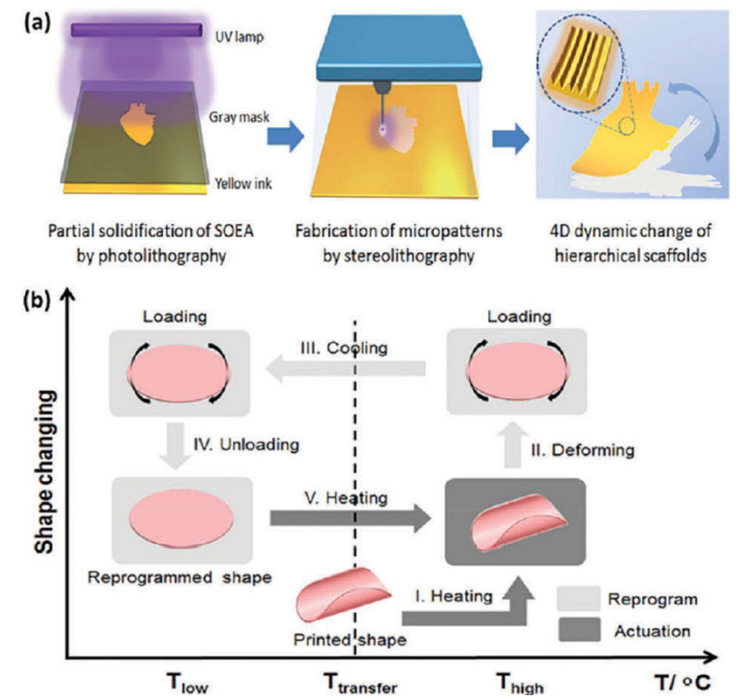 (a)
UV lamp
Gray mask
Yellow ink
Partial solidification of SOEA
by photolithography
Fabrication of micropatterns
by stereolithography
4D dynamic change of
hierarchical scaffolds
(b)
Shape changing
Loading
III. Cooling
Loading
IV. Unloading
II. Deforming
V. Heating
Reprogrammed shape
I. Heating
Printed shape
Reprogram
Actuation
Tlow
Ttransfer
Thigh
T/ °C